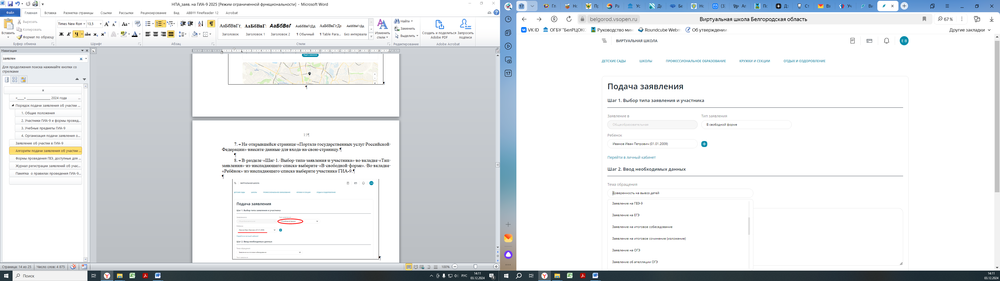 НПА_заяв. на ГИА-9 2025 [Режим ограниченной функциональности] - Microsoft Word
Файл Главная Вставка Разметка страницы Ссылки Рассылки Рецензирование Вид ABBYY FineReader 12 Acrobat
Вставить
Вырезать
Копировать
Формат по образцу
Буфер обмена
Times New Rom 13,5
Ж К Ч abc x₂ x²
Шрифт
Абзац
АаБбВвГг, АаБбВвГ: АаБбВвГ АаБбВвГгДд АаБбВвГгДд АаБбВвГгДд
Заголовок Заголовок 1 Заголовок 2 ¶ Обычный ¶ Table Para... Без интервала
Стили
Изменить стили
Найти
Заменить
Выделить
Редактирование
Создать и поделиться Adobe PDF
Запросить подписи
Adobe Acrobat
Навигация
заявлен
Для продолжения поиска нажимайте кнопки со
стрелками
«____» ______________ 2024 года ...
Порядок подачи заявления об участии ...
1. Общие положения
2. Участники ГИА-9 и формы провед...
3. Учебные предметы ГИА-9
4. Организация подачи заявления о...
Заявление об участии в ГИА-9
Алгоритм подачи заявления об участии ...
Формы проведения ГВЭ, доступные для ...
Журнал регистрации заявлений об учас...
Памятка о правилах проведения ГИА-9...
Подать заявление
15¶
7.→ На открывшейся странице «Портала государственных услуг Российской
Федерации» внесите данные для входа на свою страницу.¶
¶
8.→ В разделе «Шаг 1. Выбор типа заявления и участника» во вкладке «Тип
заявления» из ниспадающего списка выберите «В свободной форме». Во вкладке
«Ребёнок» из ниспадающего списка выберите участника ГИА-9.¶
¶
ВИРТУАЛЬНАЯ ШКОЛА
Е В
ДЕТСКИЕ САДЫ ШКОЛЫ ПРОФЕССИОНАЛЬНОЕ ОБРАЗОВАНИЕ КРУЖКИ И СЕКЦИИ ОТДЫХ И ОЗДОРОВЛЕНИЕ
Подача заявления
Шаг 1. Выбор типа заявления и участника
Заявление в Тип заявления
Общеобразовательная В свободной форме
Ребенок
Иванов Иван Иванович (01.01.2009)
Перейти в личный кабинет
Шаг 2. Ввод необходимых данных
Тема обращения
Заявление на итоговое собеседование
Текст заявления
Страница: 14 из 25 Число слов: 4 875
100%
Поиск
РУС
14:11
03.12.2024
8
17 Гл Нс Пр Ра Ус Де Бе Нс (3) Ап Пс Дз Ст Вх Уч Ви
belgorod.vsopen.ru
Виртуальная школа Белгородская область
67 %
VK ID ОГБУ "БелРЦОКО Руководство мин Roundcube Webm Об утверждении
Другие закладки
17
ВИРТУАЛЬНАЯ ШКОЛА
Е В
ДЕТСКИЕ САДЫ ШКОЛЫ ПРОФЕССИОНАЛЬНОЕ ОБРАЗОВАНИЕ КРУЖКИ И СЕКЦИИ ОТДЫХ И ОЗДОРОВЛЕНИЕ
Подача заявления
Шаг 1. Выбор типа заявления и участника
Заявление в Тип заявления
Общеобразовательная В свободной форме
Ребенок
Иванов Иван Петрович (01.01.2009)
Перейти в личный кабинет
Шаг 2. Ввод необходимых данных
Тема обращения
Доверенность на вывоз детей
Заявление на ГВЭ-9
Заявление на ЕГЭ
Заявление на итоговое собеседование
Заявление на итоговое сочинение (изложение)
Заявление на ОГЭ
Заявление об апелляции ОГЭ
14:11
03.12.2024